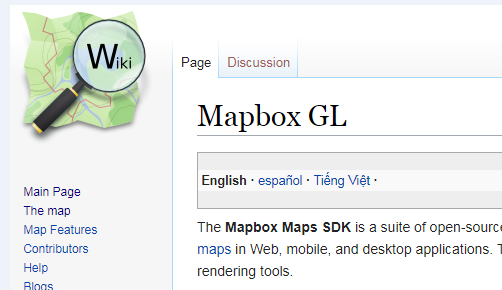 Wiki
Page
Discussion
Mapbox GL
English · español · Tiếng Việt ·
The Mapbox Maps SDK is a suite of open-source
maps in Web, mobile, and desktop applications. T
rendering tools.
Main Page
The map
Map Features
Contributors
Help
Blogs